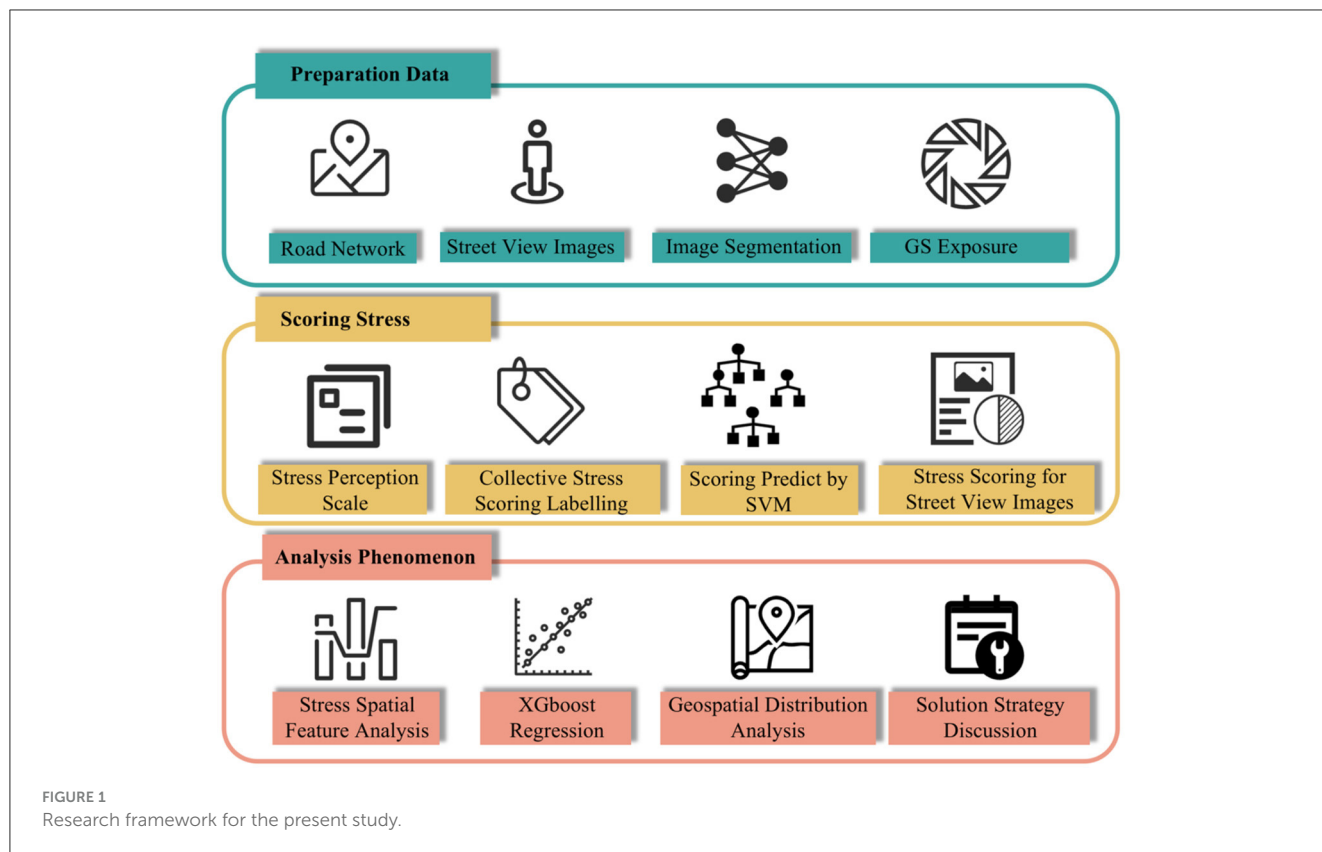 Preparation Data
Road Network
Street View Images
Image Segmentation
GS Exposure
Scoring Stress
Stress Perception
Scale
Collective Stress
Scoring Labelling
Scoring Predict by
SVM
Stress Scoring for
Street View Images
Analysis Phenomenon
Stress Spatial
Feature Analysis
XGboost
Regression
Geospatial Distribution
Analysis
Solution Strategy
Discussion
FIGURE 1
Research framework for the present study.